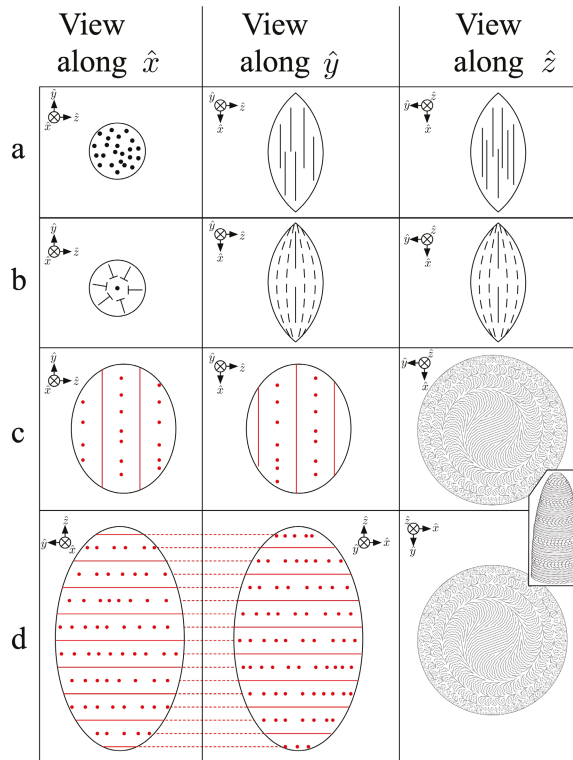 View
along x̂
View
along ŷ
View
along ẑ
a
ŷ
x̂ ẑ
ŷ ẑ
x̂
ẑ
ŷ
x̂
b
ŷ
x̂ ẑ
ŷ ẑ
x̂
ẑ
ŷ
x̂
c
ŷ
x̂ ẑ
ŷ ẑ
x̂
ẑ
ŷ
x̂
d
ẑ
ŷ x̂
ẑ
ŷ x̂
ẑ x̂
ŷ